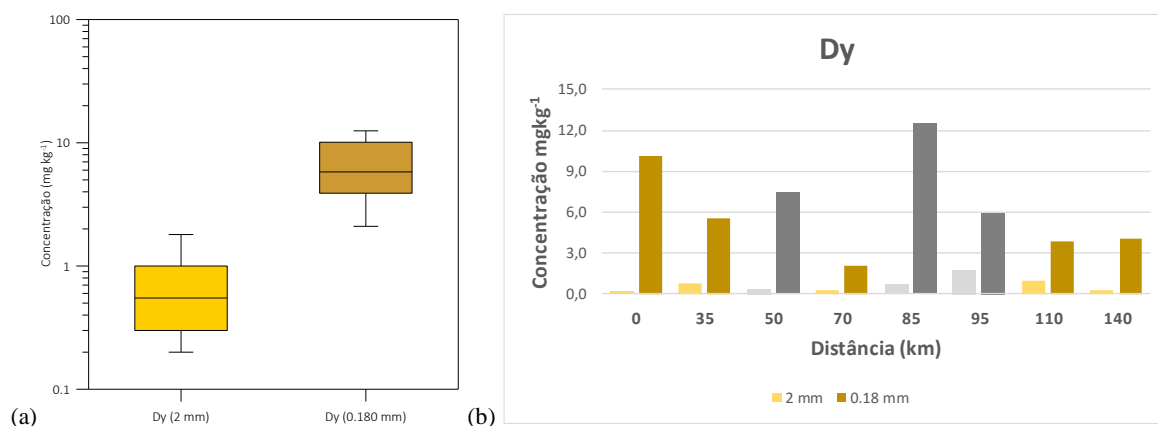 100
10
1
0.1
Concentração (mg kg⁻¹)
Dy (2 mm)
Dy (0.180 mm)
(a)
(b)
Dy
15,0
12,0
9,0
6,0
3,0
0,0
Concentração mgkg⁻¹
0 35 50 70 85 95 110 140
Distância (km)
2 mm 0.18 mm